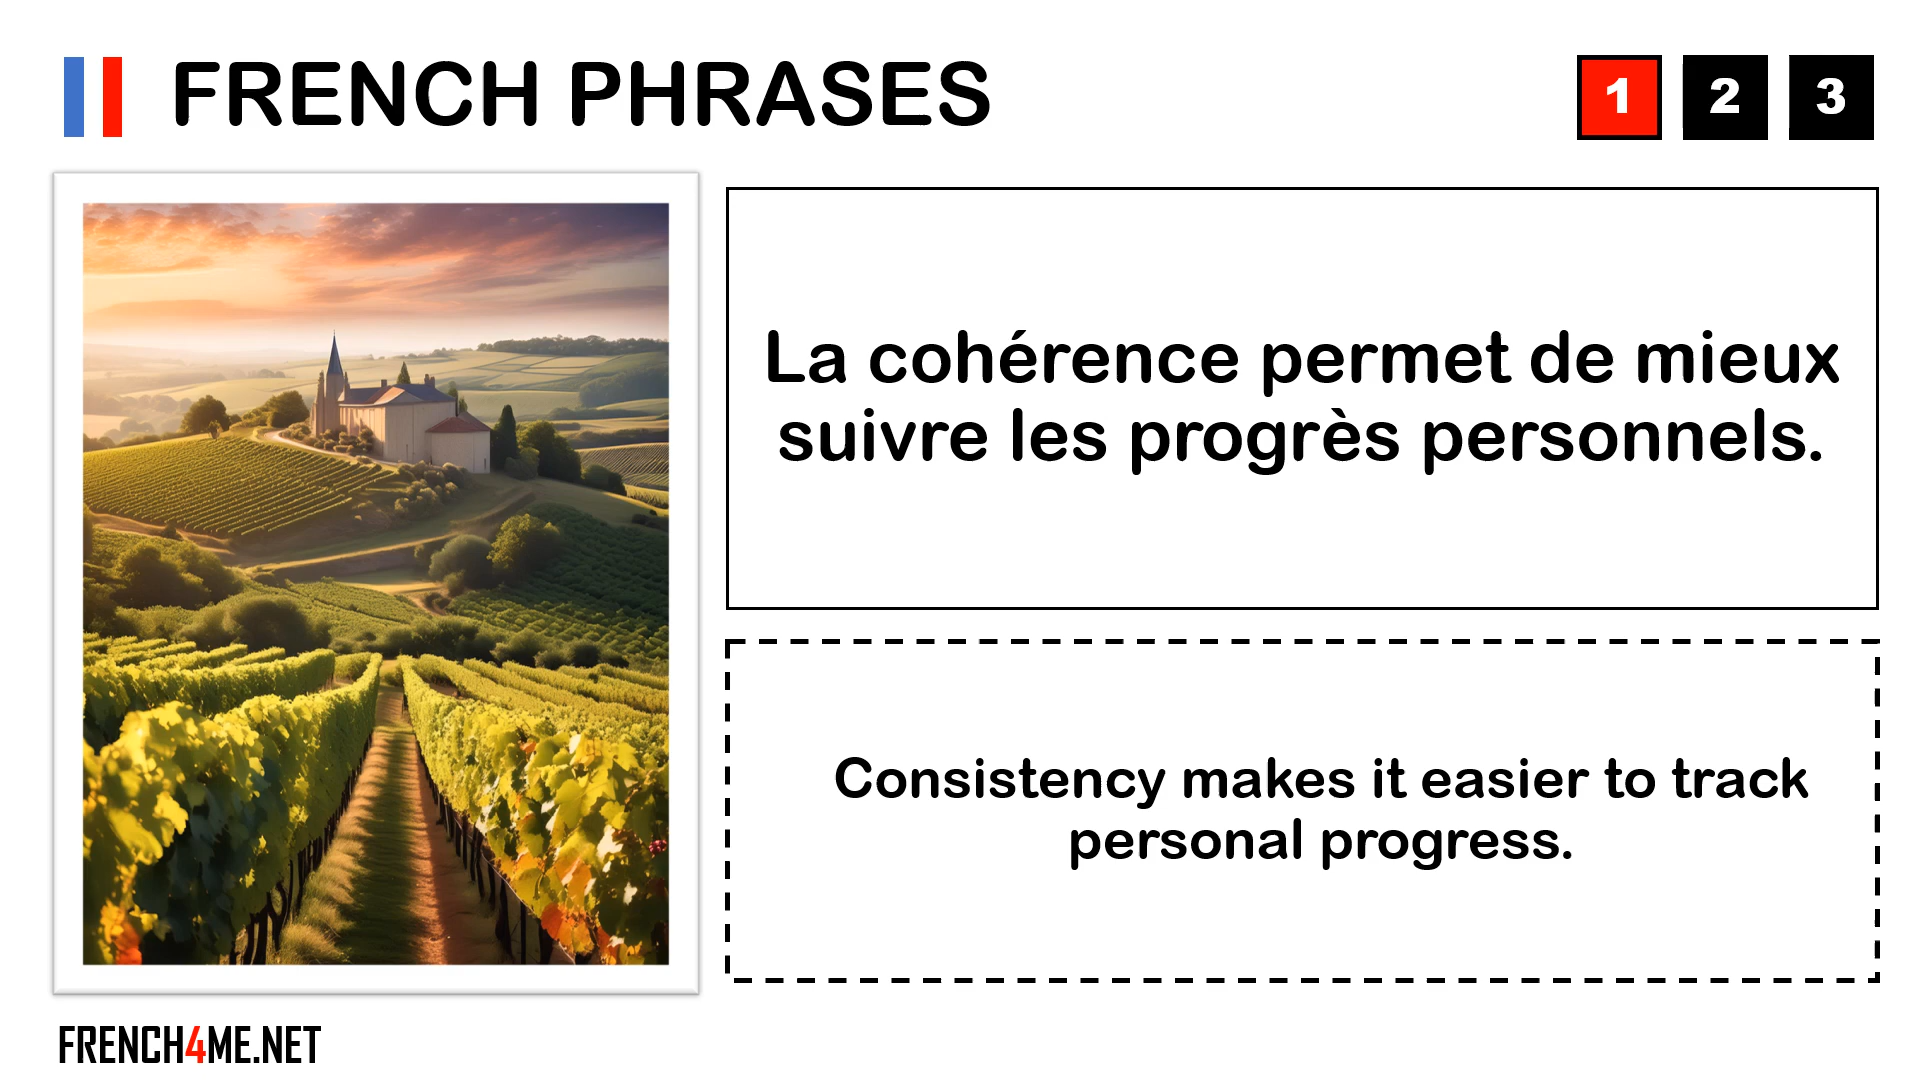 FRENCH PHRASES
1 2 3
La cohérence permet de mieux
suivre les progrès personnels.
Consistency makes it easier to track
personal progress.
FRENCH4ME.NET